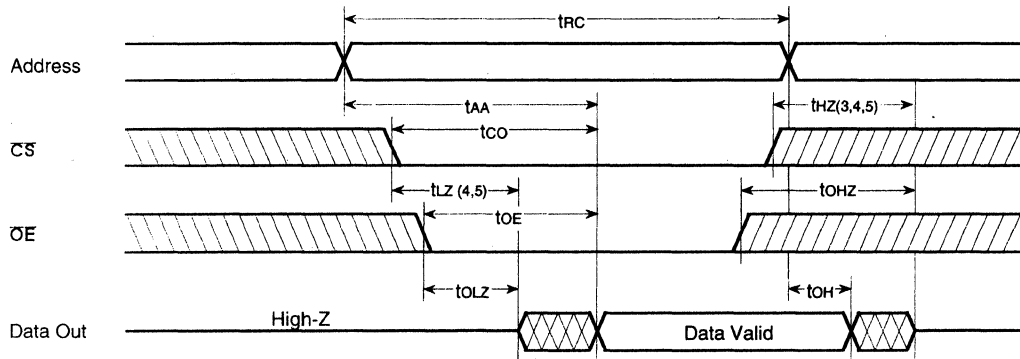 tRC
Address
tAA
tHZ(3,4,5)
tCO
CS
tLZ (4,5)
tOHZ
tOE
OE
tOLZ
tOH
High-Z
Data Out
Data Valid